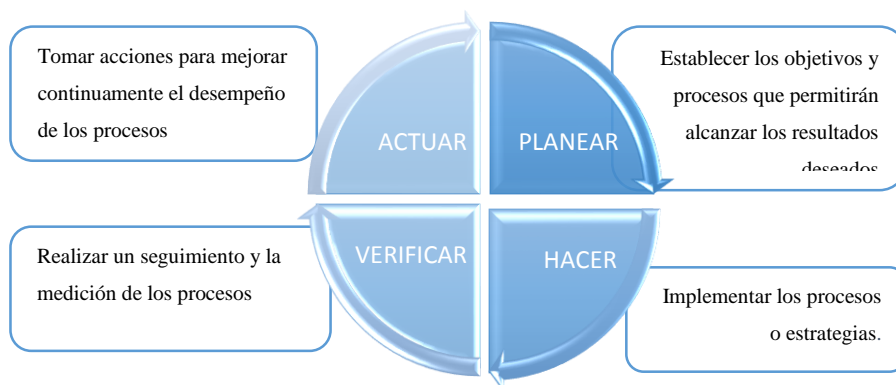 Tomar acciones para mejorar
continuamente el desempeño
de los procesos
Establecer los objetivos y
procesos que permitirán
alcanzar los resultados
deseados
ACTUAR
PLANEAR
VERIFICAR
HACER
Realizar un seguimiento y la
medición de los procesos
Implementar los procesos
o estrategias.